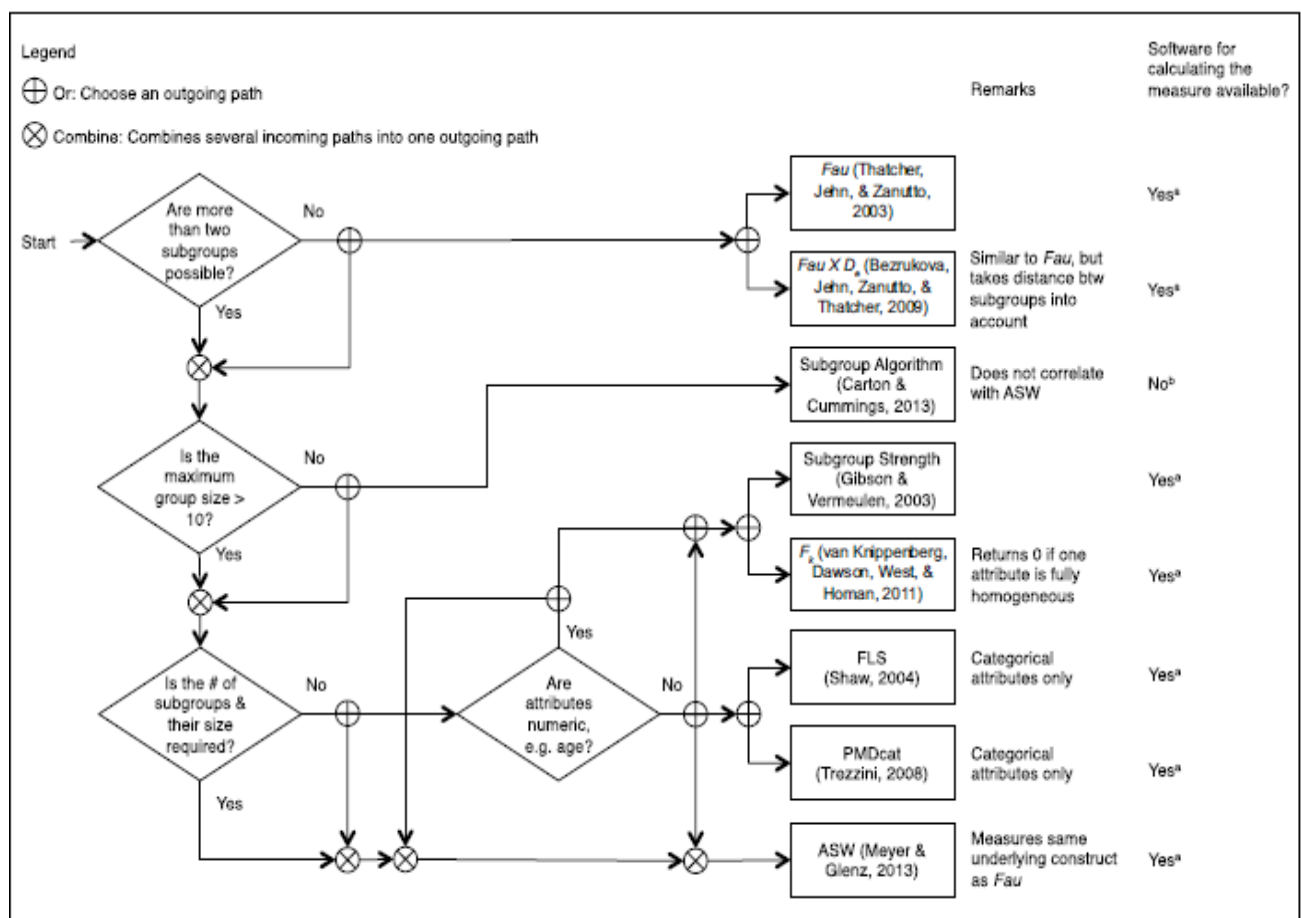 Legend
Or: Choose an outgoing path
Combine: Combines several incoming paths into one outgoing path
Remarks
Software for
calculating the
measure available?
Start
Are more
than two
subgroups
possible?
No
Yes
Fau (Thatcher,
Jehn, & Zanutto,
2003)
Yesᵃ
Fau X Dₑ (Bezrukova,
Jehn, Zanutto, &
Thatcher, 2009)
Similar to Fau, but
takes distance btw
subgroups into
account
Yesᵃ
Is the
maximum
group size >
10?
No
Yes
Subgroup Algorithm
(Carton &
Cummings, 2013)
Does not correlate
with ASW
Noᵇ
Subgroup Strength
(Gibson &
Vermeulen, 2003)
Yesᵃ
Fₖ (van Knippenberg,
Dawson, West, &
Homan, 2011)
Returns 0 if one
attribute is fully
homogeneous
Yesᵃ
Is the # of
subgroups &
their size
required?
No
Yes
Are
attributes
numeric,
e.g. age?
Yes
No
FLS
(Shaw, 2004)
Categorical
attributes only
Yesᵃ
PMDcat
(Trezzini, 2008)
Categorical
attributes only
Yesᵃ
ASW (Meyer &
Glenz, 2013)
Measures same
underlying construct
as Fau
Yesᵃ